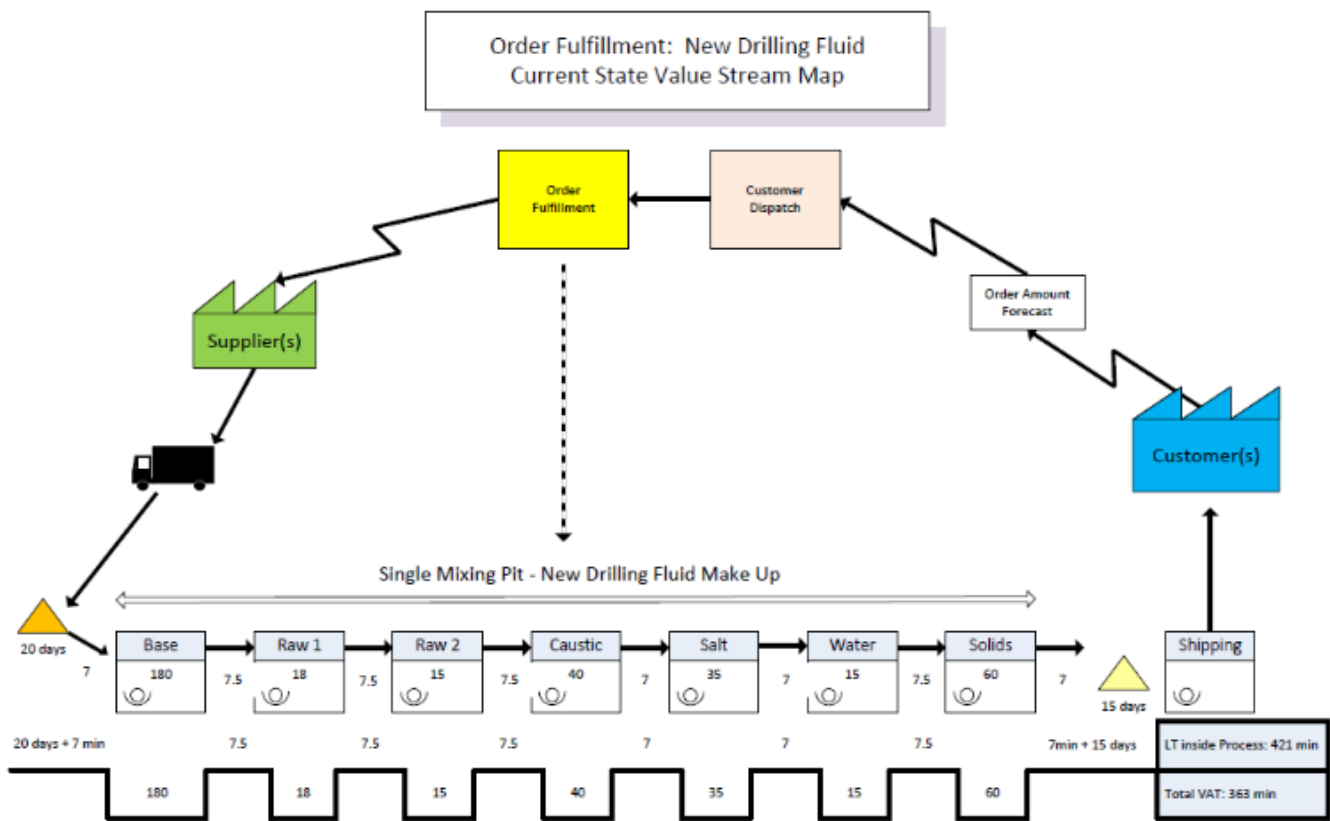 Order Fulfillment:  New Drilling Fluid
Current State Value Stream Map
Order
Fulfillment
Customer
Dispatch
Order Amount
Forecast
Supplier(s)
Customer(s)
Single Mixing Pit - New Drilling Fluid Make Up
20 days
7
Base
180
7.5
Raw 1
18
7.5
Raw 2
15
7.5
Caustic
40
7
Salt
35
7
Water
15
7.5
Solids
60
7
15 days
Shipping
20 days + 7 min
7.5
7.5
7.5
7
7
7.5
7min + 15 days
LT inside Process: 421 min
180
18
15
40
35
15
60
Total VAT: 363 min